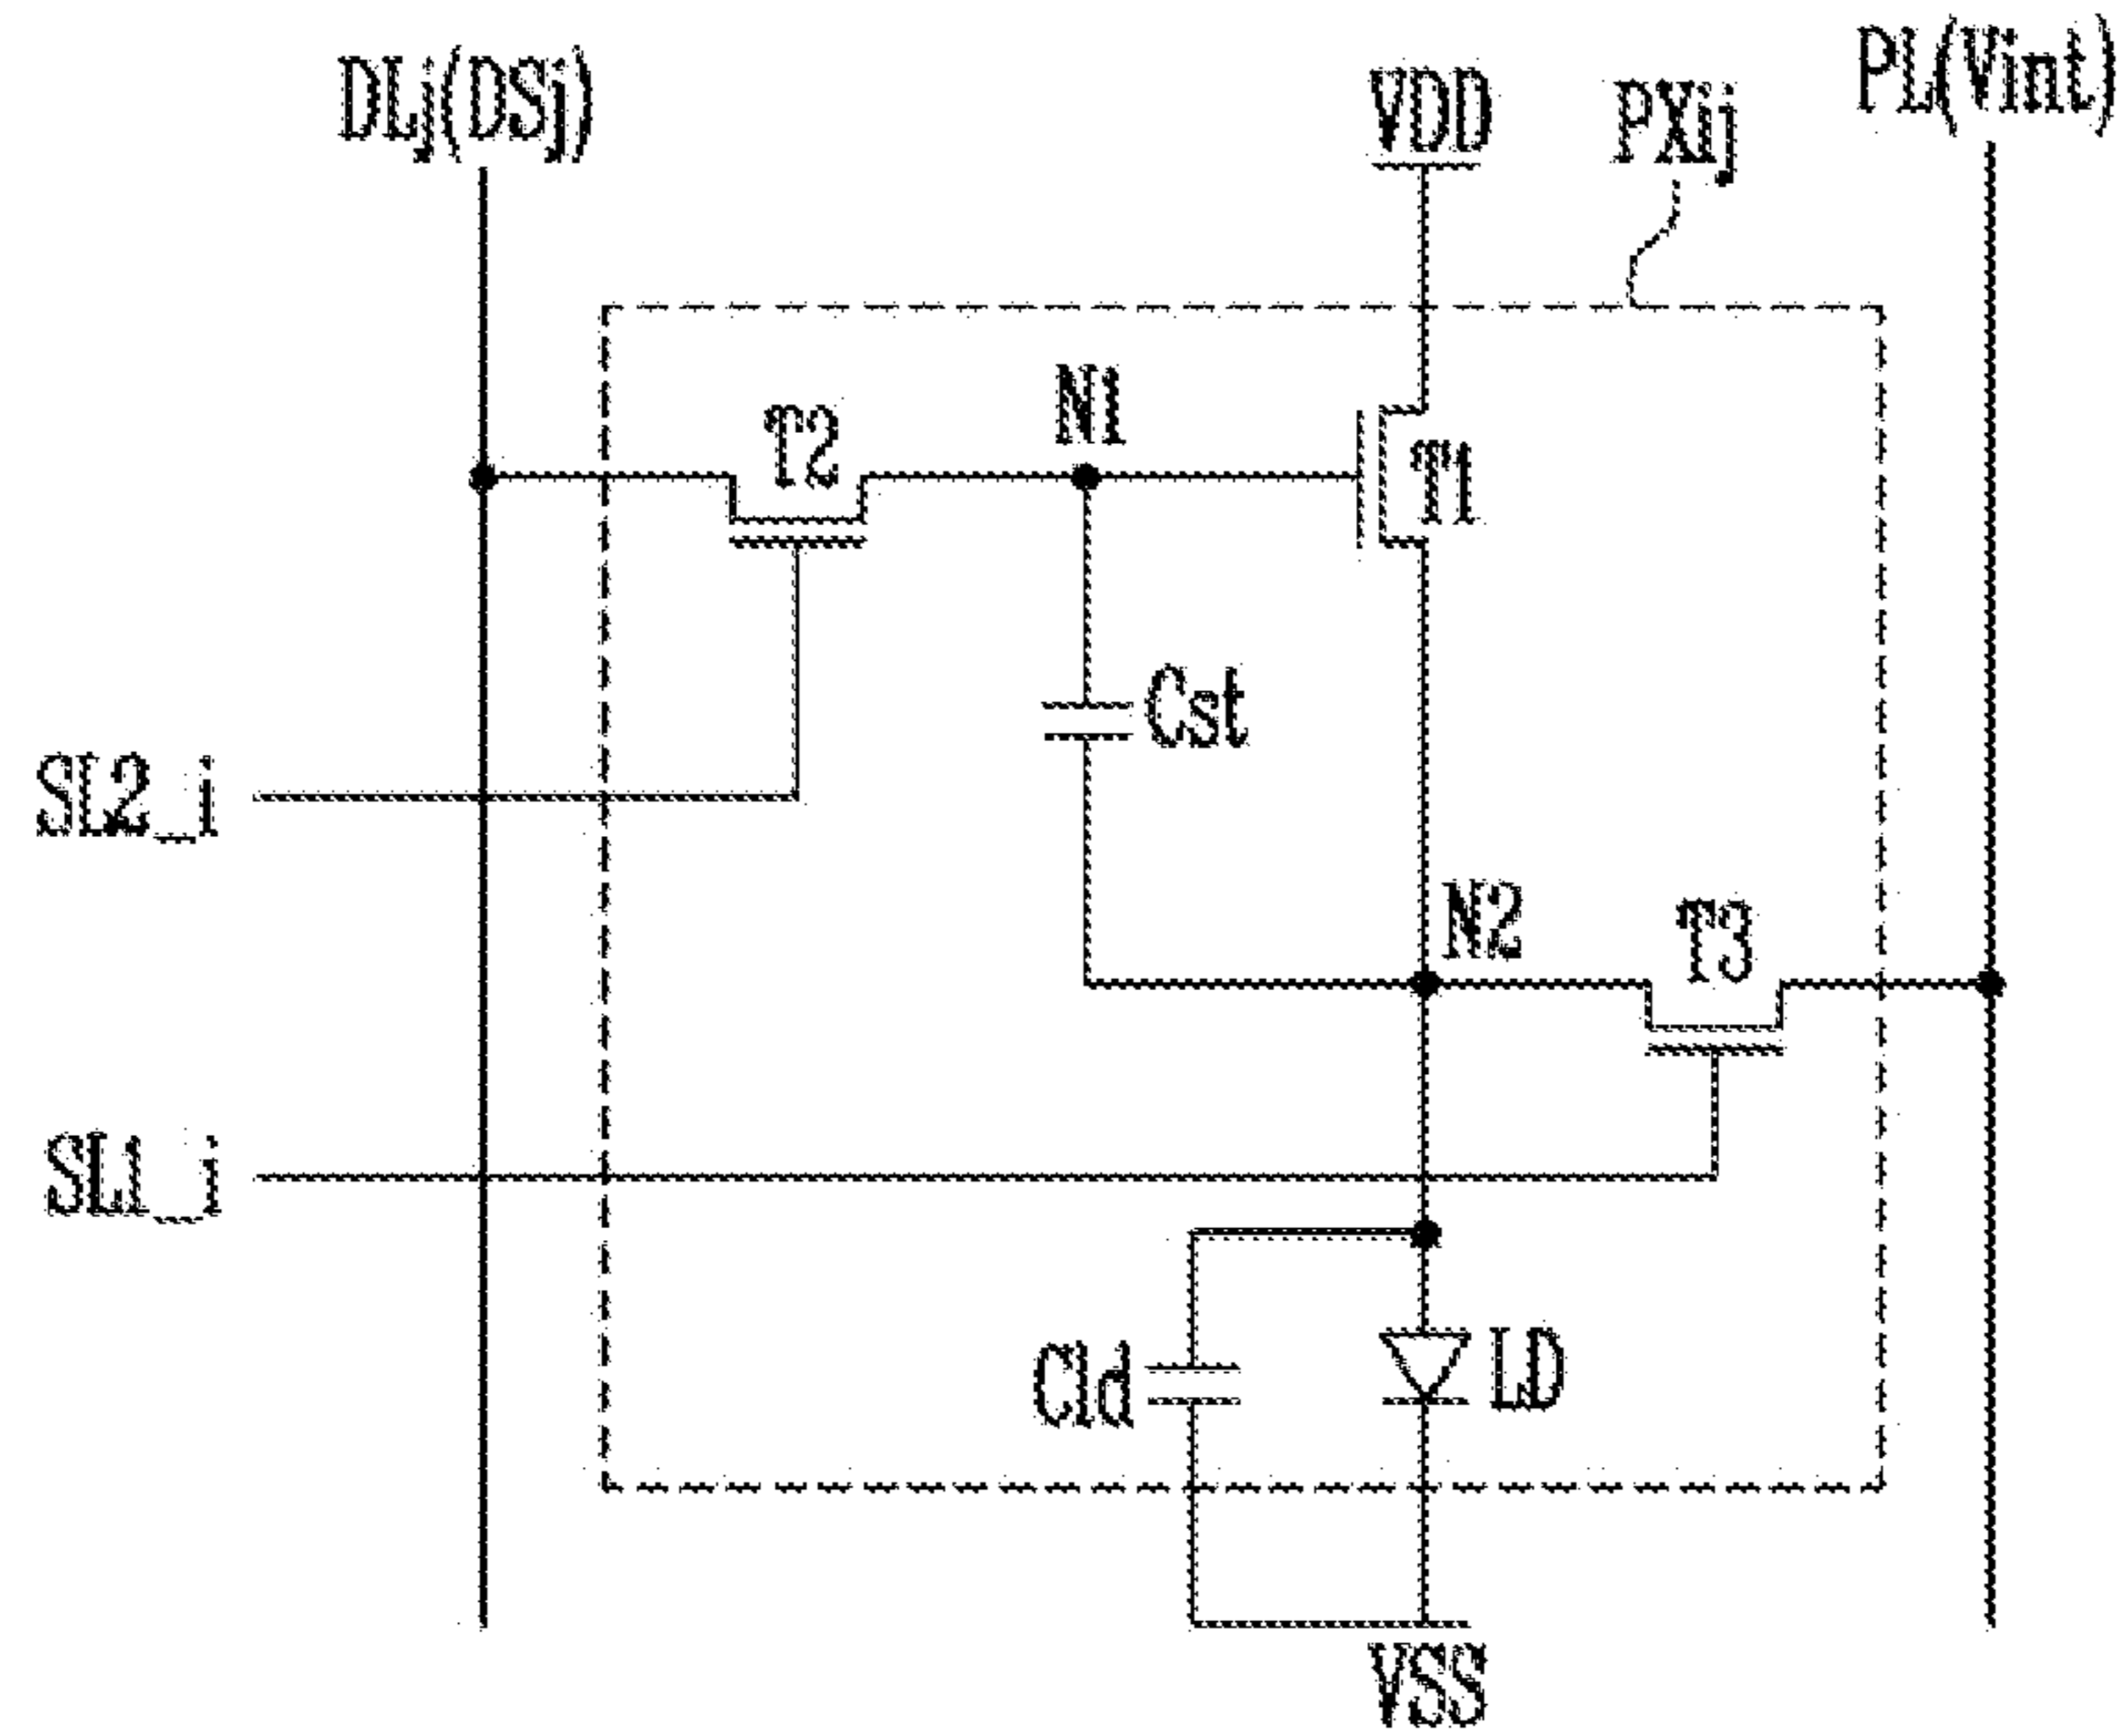 DLj(DSj)
VDD
PXij
PL(Vint)
T2
N1
T1
Cst
SL2_i
N2
T3
SL1_i
Cld
LD
VSS